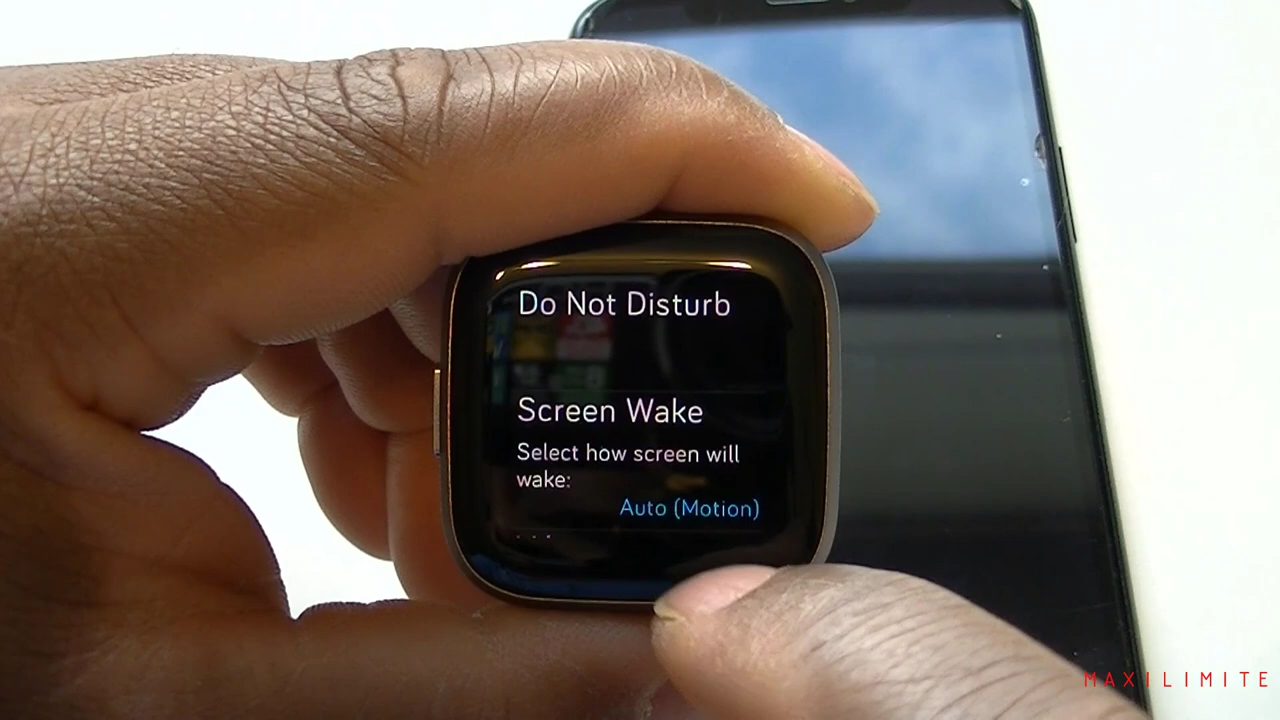 Do Not Disturb
Screen Wake
Select how screen will
wake:
Auto (Motion)
MAXILIMITE